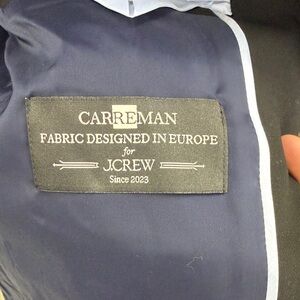 CARREMAN
FABRIC DESIGNED IN EUROPE
for
J.CREW
Since 2023